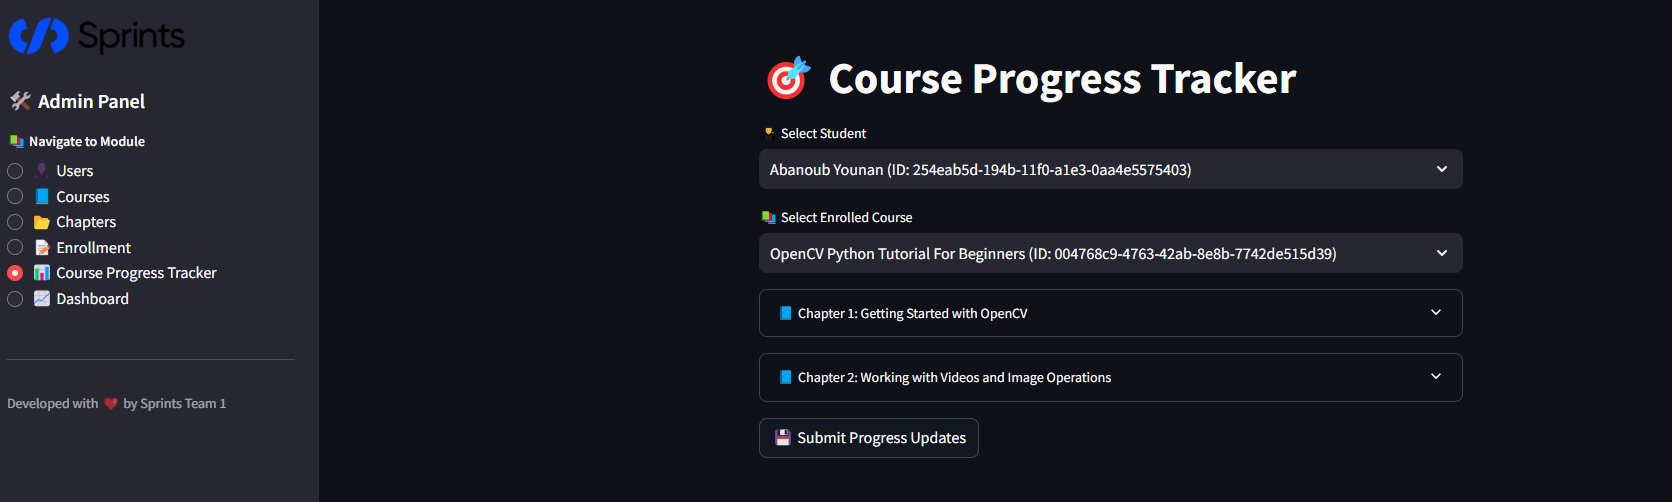 Sprints
🛠️ Admin Panel
📚 Navigate to Module
👤 Users
📘 Courses
📂 Chapters
📝 Enrollment
📊 Course Progress Tracker
📈 Dashboard
Developed with ❤️ by Sprints Team 1
🎯 Course Progress Tracker
Select Student
Abanoub Younan (ID: 254eab5d-194b-11f0-a1e3-0aa4e5575403)
📚 Select Enrolled Course
OpenCV Python Tutorial For Beginners (ID: 004768c9-4763-42ab-8e8b-7742de515d39)
📘 Chapter 1: Getting Started with OpenCV
📘 Chapter 2: Working with Videos and Image Operations
💾 Submit Progress Updates